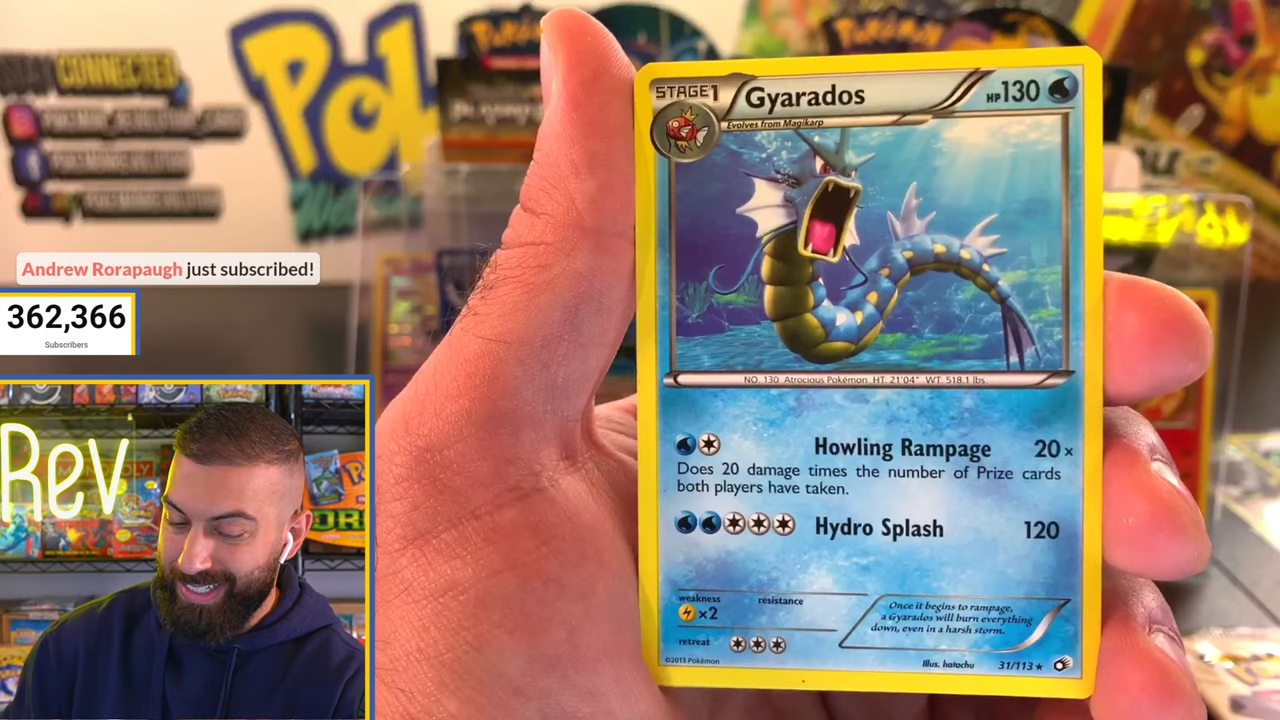 CONNECTED
Pokémon
Andrew Rorapaugh just subscribed!
362,366
Subscribers
Rev
MONOPOLY
STAGE1
Gyarados
HP130
Evolves from Magikarp
NO. 130 Atrocious Pokémon HT: 21'04" WT: 518.1 lbs.
Howling Rampage 20×
Does 20 damage times the number of Prize cards
both players have taken.
Hydro Splash 120
weakness
×2
resistance
retreat
Once it begins to rampage,
a Gyarados will burn everything
down, even in a harsh storm.
©2013 Pokémon
Illus. hatachu
31/113★